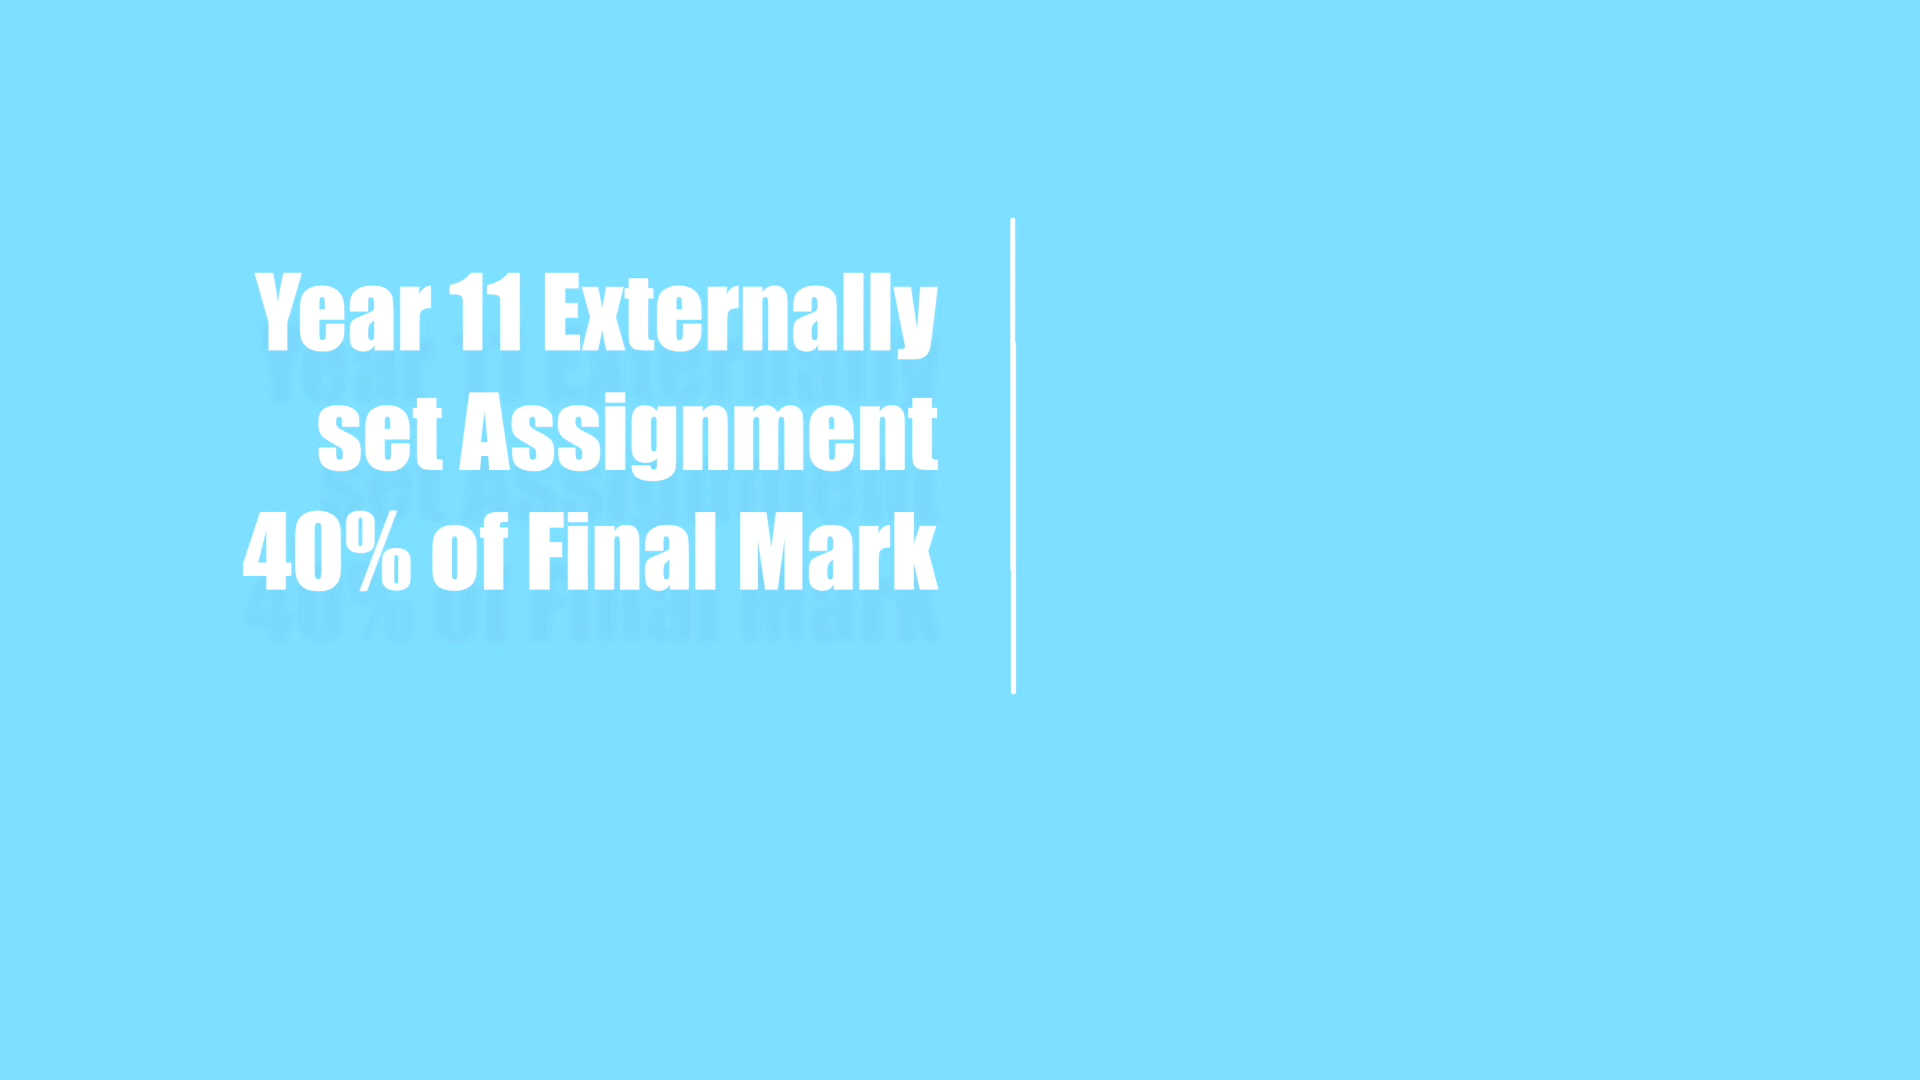 Year 11 Externally
set Assignment
40% of Final Mark